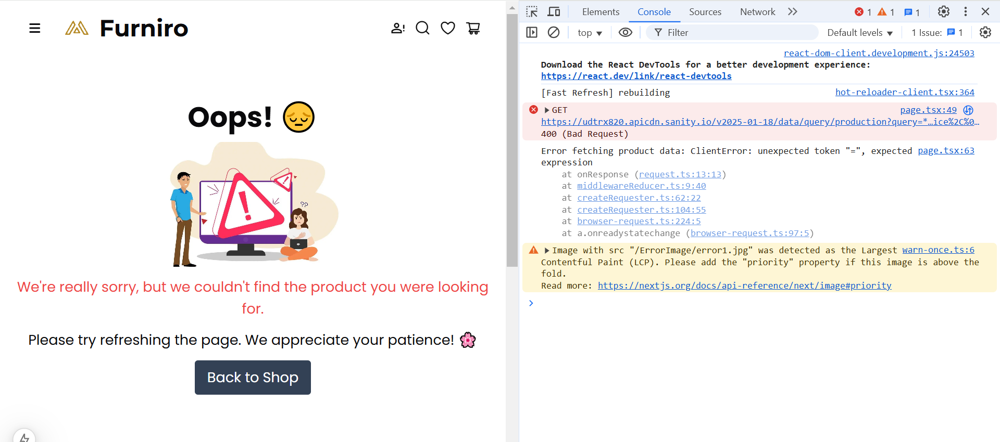 Furniro
Oops! 😔
??
We're really sorry, but we couldn't find the product you were looking
for.
Please try refreshing the page. We appreciate your patience! 🌸
Back to Shop
Elements Console Sources Network 1 1 1
top Filter Default levels 1 Issue: 1
react-dom-client.development.js:24503
Download the React DevTools for a better development experience:
https://react.dev/link/react-devtools
[Fast Refresh] rebuilding hot-reloader-client.tsx:364
GET page.tsx:49
https://udtrx820.apicdn.sanity.io/v2025-01-18/data/query/production?query=*…ice%2C%0…
400 (Bad Request)
Error fetching product data: ClientError: unexpected token "=", expected page.tsx:63
expression
at onResponse (request.ts:13:13)
at middlewareReducer.ts:9:40
at createRequester.ts:62:22
at createRequester.ts:104:55
at browser-request.ts:224:5
at a.onreadystatechange (browser-request.ts:97:5)
Image with src "/ErrorImage/error1.jpg" was detected as the Largest warn-once.ts:6
Contentful Paint (LCP). Please add the "priority" property if this image is above the
fold.
Read more: https://nextjs.org/docs/api-reference/next/image#priority